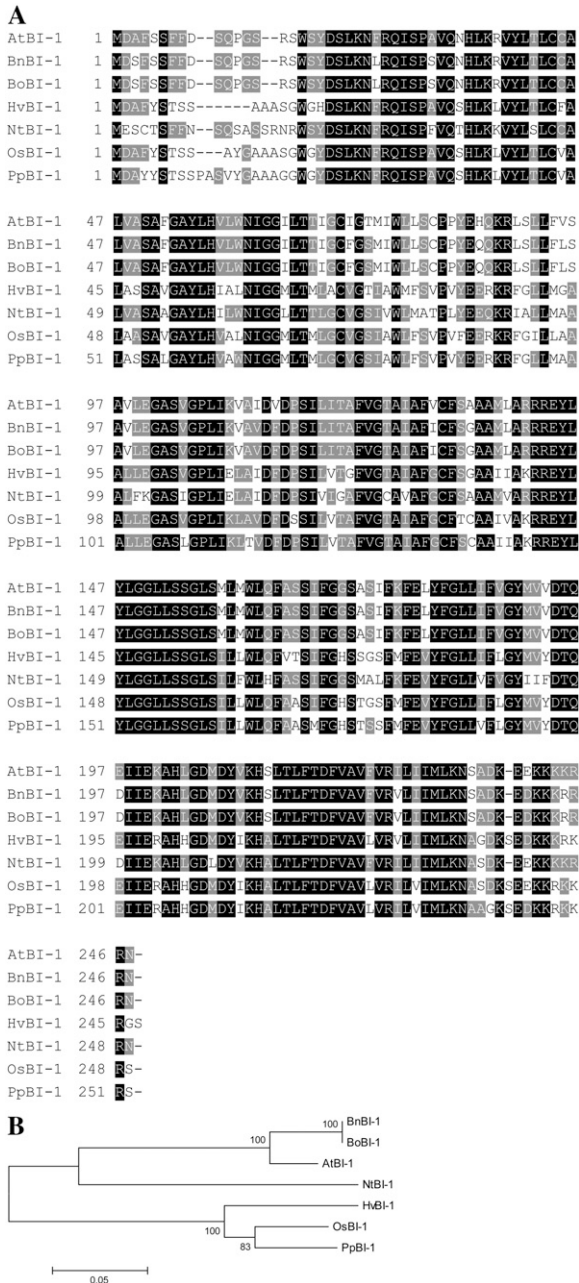 A
AtBI-1 1 MDAFSSFFD--SQPGS--RSWSYDSLKNFRQISPAVQNHLKRVYLTLCCA
BnBI-1 1 MDSFSSFFD--SQPGS--RSWSYDSLKNLRQISPSVQNHLKRVYLTLCCA
BoBI-1 1 MDSFSSFFD--SQPGS--RSWSYDSLKNLRQISPSVQNHLKRVYLTLCCA
HvBI-1 1 MDAFYSTSS------AAASGWGHDSLKNFRQISPAVQSHLKLVYLTLCFA
NtBI-1 1 MESCTSFFN--SQSASSRNRWSYDSLKNFRQISPFVQTHLKKVYLSLCCA
OsBI-1 1 MDAFYSTSS---AYGAAASGWGYDSLKNFRQISPAVQSHLKLVYLTLCVA
PpBI-1 1 MDAYYSTSSPASVYGAAAGGWGYDSLKNFRQISPAVQSHLKLVYLTLCVA
AtBI-1 47 LVASAFGAYLHVLWNIGGILTTIGCIGTMIWLLSCPPYEHQKRLSLLFVS
BnBI-1 47 LVASAFGAYLHVLWNIGGILTTIGCFGSMIWLLSCPPYEQQKRLSLLFLS
BoBI-1 47 LVASAFGAYLHVLWNIGGILTTIGCFGSMIWLLSCPPYEQQKRLSLLFLS
HvBI-1 45 LASSAVGAYLHIALNIGGMLTMLACVGTIAWMFSVPVYEERKRFGLLMGA
NtBI-1 49 LVASAAGAYLHILWNIGGLLTTLGCVGSIVWLMATPLYEEQKRIALLMAA
OsBI-1 48 LAASAVGAYLHVALNIGGMLTMLGCVGSIAWLFSVPVFEERKRFGILLAA
PpBI-1 51 LASSALGAYLHVAWNIGGMLTMLGCVGSIAWLFSVPVYEERKRFGLLMAA
AtBI-1 97 AVLEGASVGPLIKVAIDVDPSILITAFVGTAIAFVCFSAAAMLARRREYL
BnBI-1 97 AVLEGASVGPLIKVAVDFDPSILITAFVGTAIAFICFSGAAMLARRREYL
BoBI-1 97 AVLEGASVGPLIKVAVDFDPSILITAFVGTAIAFICFSGAAMLARRREYL
HvBI-1 95 ALLEGASVGPLIELAIDFDPSILVTGFVGTAIAFGCFSGAAIIAKRREYL
NtBI-1 99 ALFKGASIGPLIELAIDFDPSIVIGAFVGCAVAFGCFSAAAMVARRREYL
OsBI-1 98 ALLEGASVGPLIKLAVDFDSSILVTAFVGTAIAFGCFTCAAIVAKRREYL
PpBI-1 101 ALLEGASLGPLIKLTVDFDPSILVTAFVGTAIAFGCFSCAAIIAKRREYL
AtBI-1 147 YLGGLLSSGLSMLMWLQFASSIFGGSASIFKFELYFGLLIFVGYMVVDTQ
BnBI-1 147 YLGGLLSSGLSMLMWLQFASSIFGGSASIFKFELYFGLLIFVGYMVVDTQ
BoBI-1 147 YLGGLLSSGLSMLMWLQFASSIFGGSASIFKFELYFGLLIFVGYMVVDTQ
HvBI-1 145 YLGGLLSSGLSILLWLQFVTSIFGHSSGSFMFEVYFGLLIFLGYMVYDTQ
NtBI-1 149 YLGGLLSSGLSILFWLHFASSIFGGSMALFKFEVYFGLLVFVGYIIFDTQ
OsBI-1 148 YLGGLLSSGLSILLWLQFAASIFGHSTGSFMFEVYFGLLIFLGYMVYDTQ
PpBI-1 151 YLGGLLSSGLSILLWLQFAASMFGHSTSSFMFEVYFGLLVFLGYMVYDTQ
AtBI-1 197 EIIEKAHLGDMDYVKHSLTLFTDFVAVFVRILIIMLKNSADK-EEKKKKR
BnBI-1 197 DIIEKAHLGDMDYVKHSLTLFTDFVAVFVRVLIIMLKNSADK-EDKKKRR
BoBI-1 197 DIIEKAHLGDMDYVKHSLTLFTDFVAVFVRVLIIMLKNSADK-EDKKKRR
HvBI-1 195 EIIERAHHGDMDYIKHALTLFTDFVAVLVRVLIIMLKNAGDKSEDKKKRK
NtBI-1 199 DIIEKAHLGDLDYVKHALTLFTDFVAVFVRILIIMLKNASDK-EEKKKKR
OsBI-1 198 EIIERAHHGDMDYIKHALTLFTDFVAVLVRILVIMLKNASDKSEEKKRKK
PpBI-1 201 EIIERAHHGDMDYIKHALTLFTDFVAVLVRILVIMLKNAAGKSEDKKRKK
AtBI-1 246 RN-
BnBI-1 246 RN-
BoBI-1 246 RN-
HvBI-1 245 RGS
NtBI-1 248 RN-
OsBI-1 248 RS-
PpBI-1 251 RS-
B
100 BnBI-1
100 BoBI-1
AtBI-1
NtBI-1
HvBI-1
100 OsBI-1
83 PpBI-1
0.05